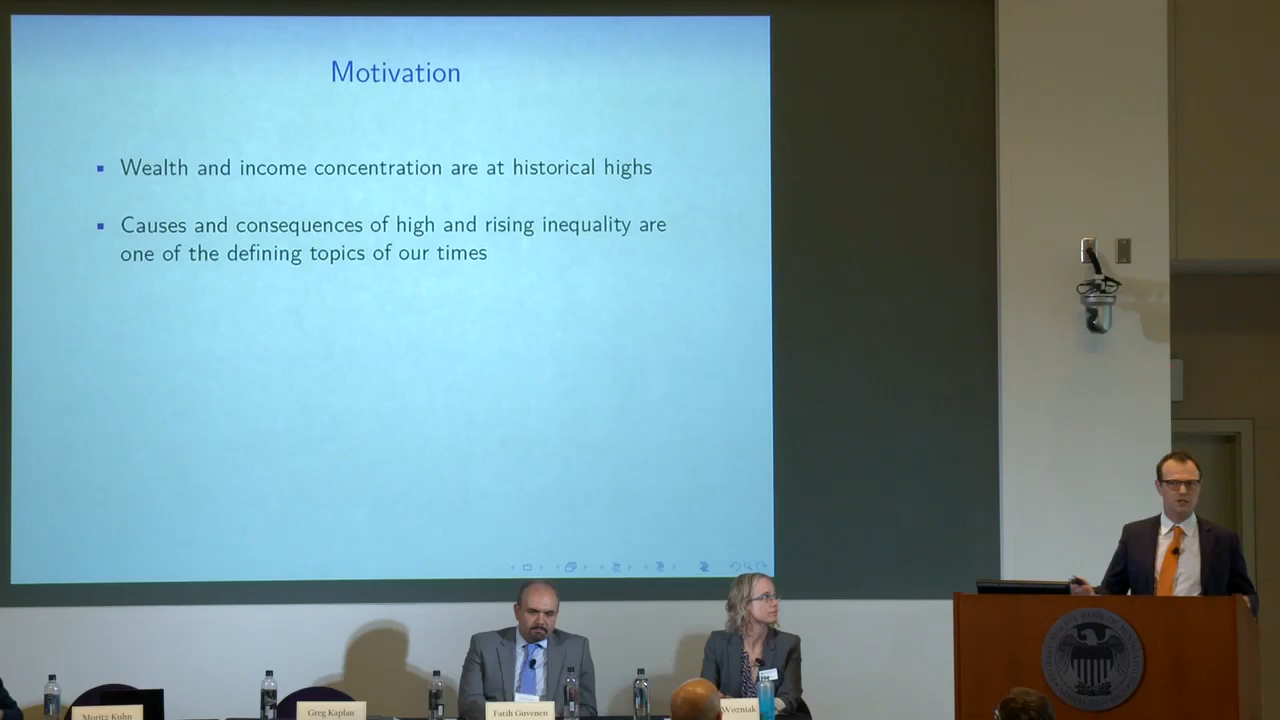 Motivation
Wealth and income concentration are at historical highs
Causes and consequences of high and rising inequality are
one of the defining topics of our times
Moritz Kuhn
Greg Kaplan
Fatih Guvenen
Wozniak